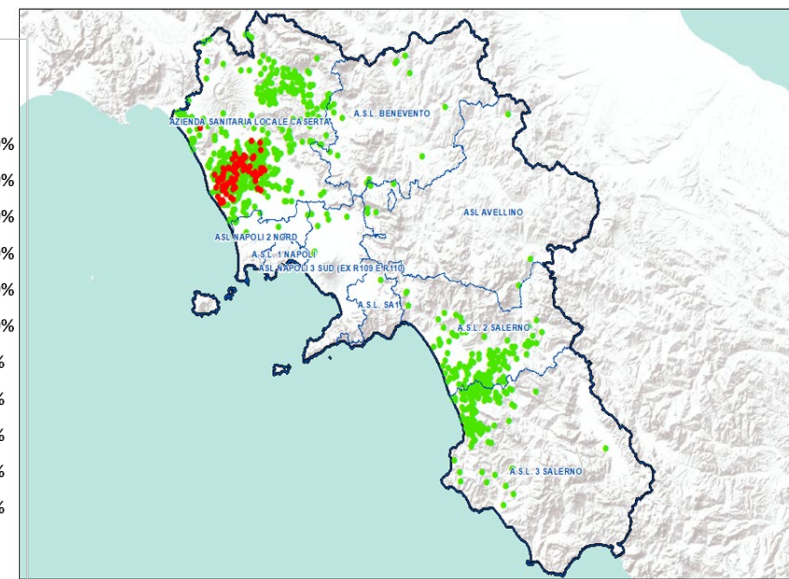 AZIENDA SANITARIA LOCALE CASERTA
A.S.L. BENEVENTO
ASL AVELLINO
ASL NAPOLI 2 NORD
A.S.L. 1 NAPOLI
ASL NAPOLI 3 SUD (EX R109 E R110)
A.S.L. SA1
A.S.L. 2 SALERNO
A.S.L. 3 SALERNO